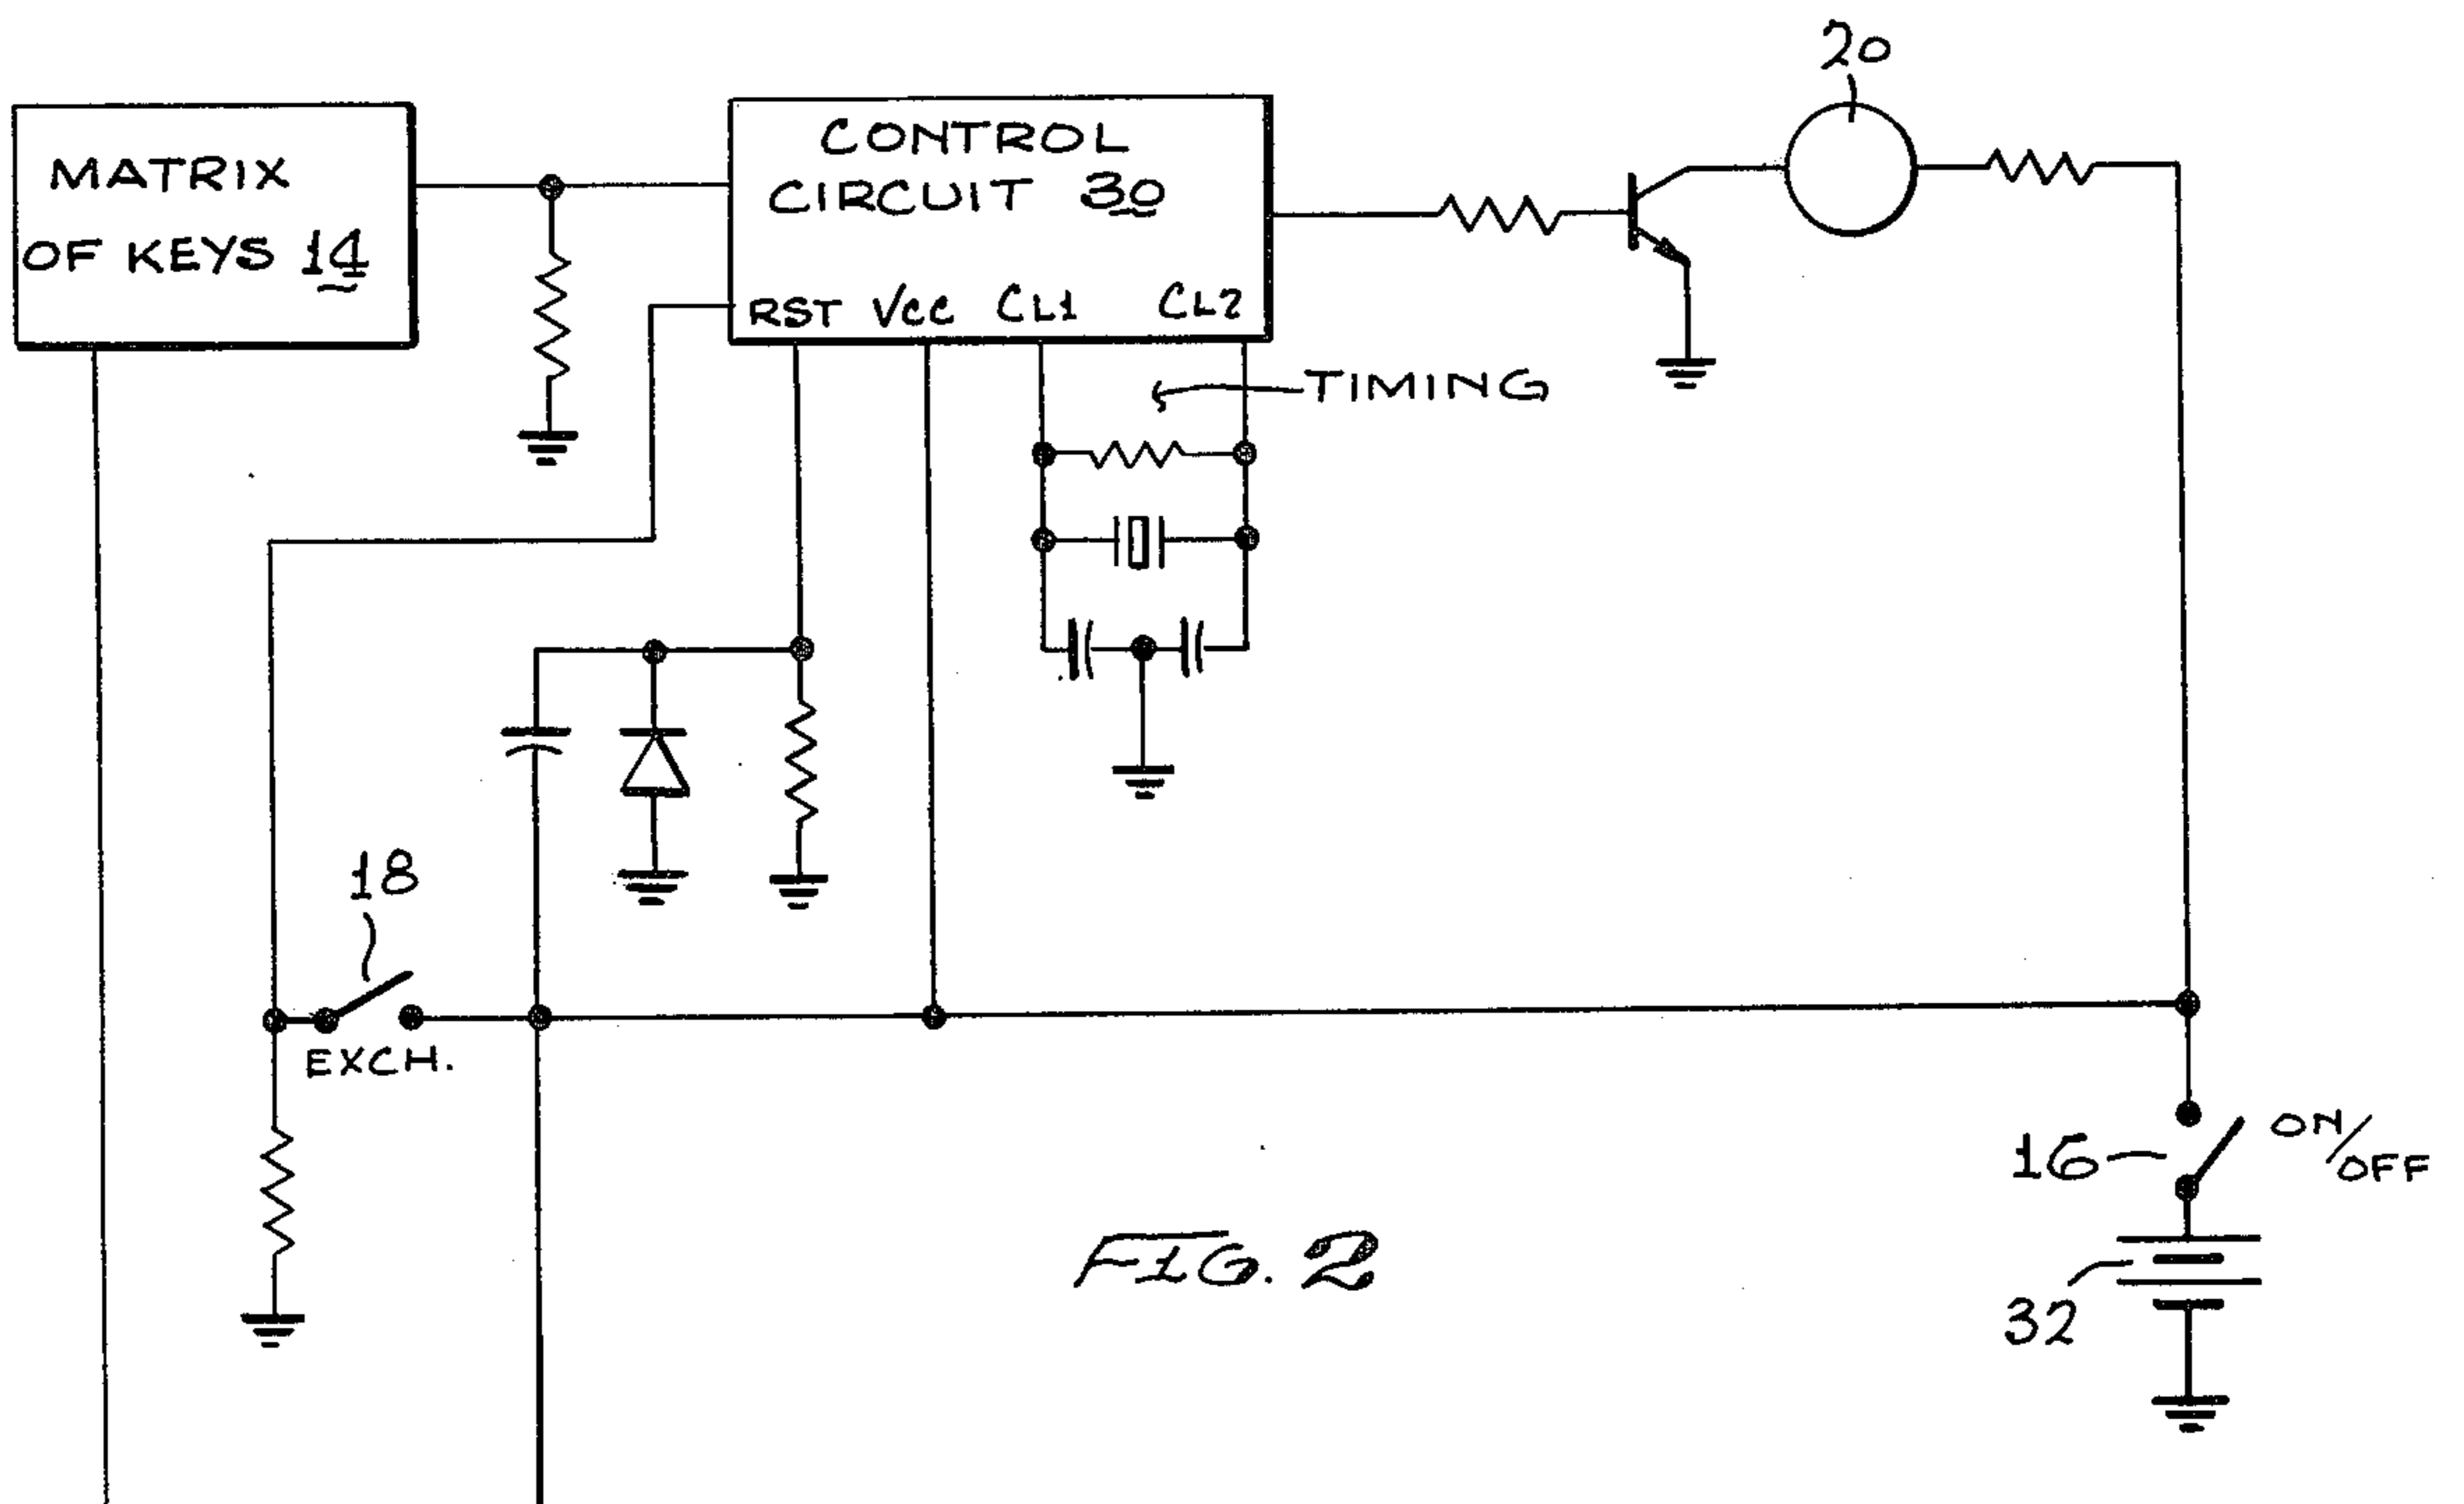 20
MATRIX
OF KEYS 14
CONTROL
CIRCUIT 30
RST VCC CL1 CL2
TIMING
18
EXCH.
16
ON/OFF
32
FIG. 2